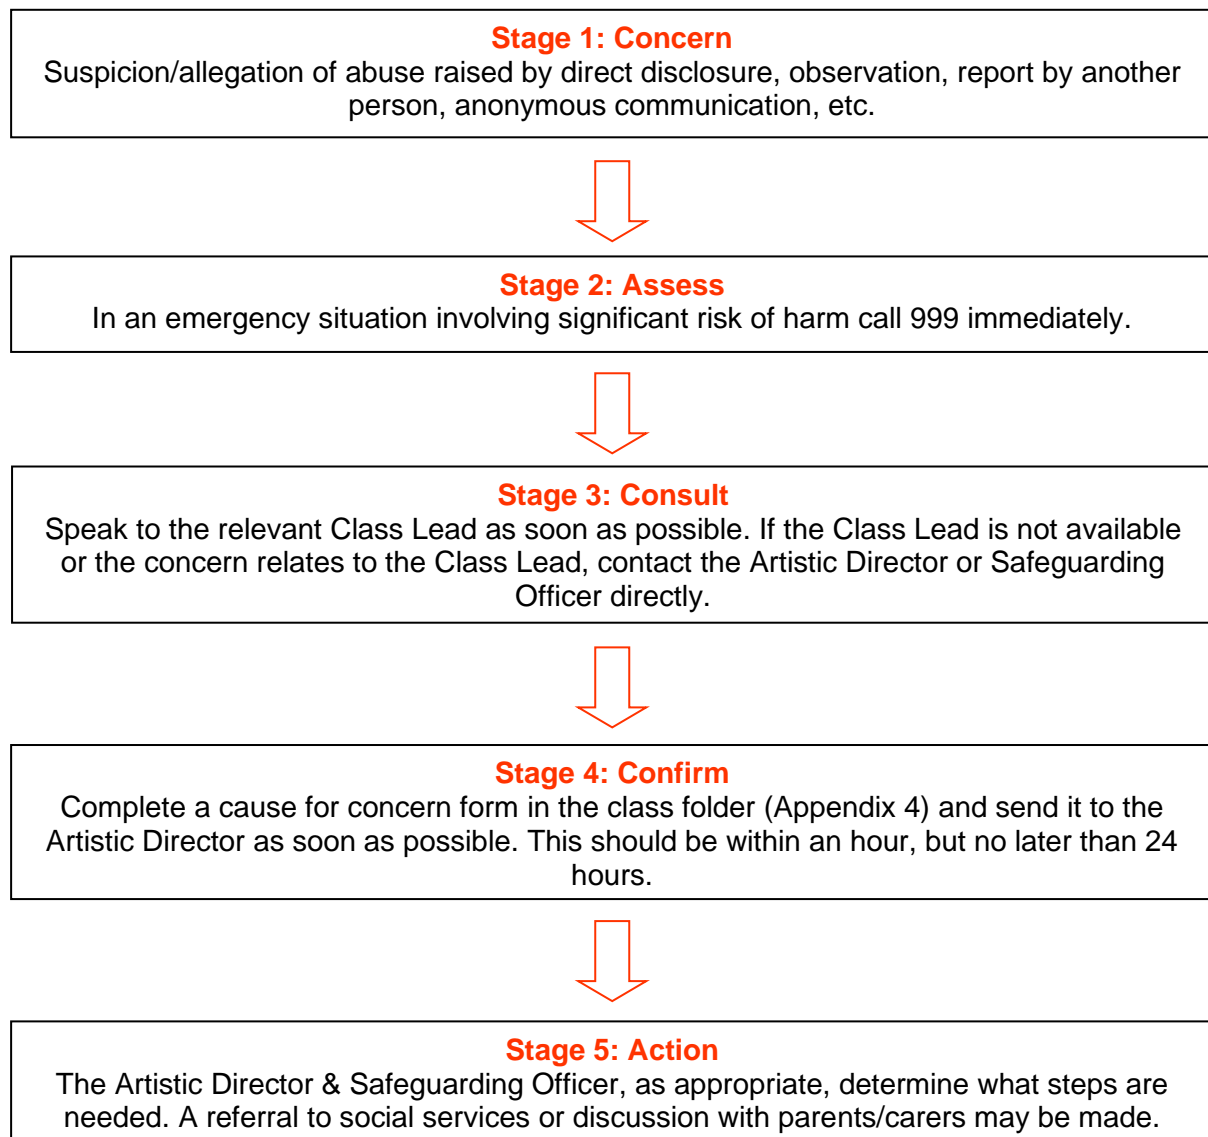 Stage 1: Concern
Suspicion/allegation of abuse raised by direct disclosure, observation, report by another
person, anonymous communication, etc.
Stage 2: Assess
In an emergency situation involving significant risk of harm call 999 immediately.
Stage 3: Consult
Speak to the relevant Class Lead as soon as possible. If the Class Lead is not available
or the concern relates to the Class Lead, contact the Artistic Director or Safeguarding
Officer directly.
Stage 4: Confirm
Complete a cause for concern form in the class folder (Appendix 4) and send it to the
Artistic Director as soon as possible. This should be within an hour, but no later than 24
hours.
Stage 5: Action
The Artistic Director & Safeguarding Officer, as appropriate, determine what steps are
needed. A referral to social services or discussion with parents/carers may be made.